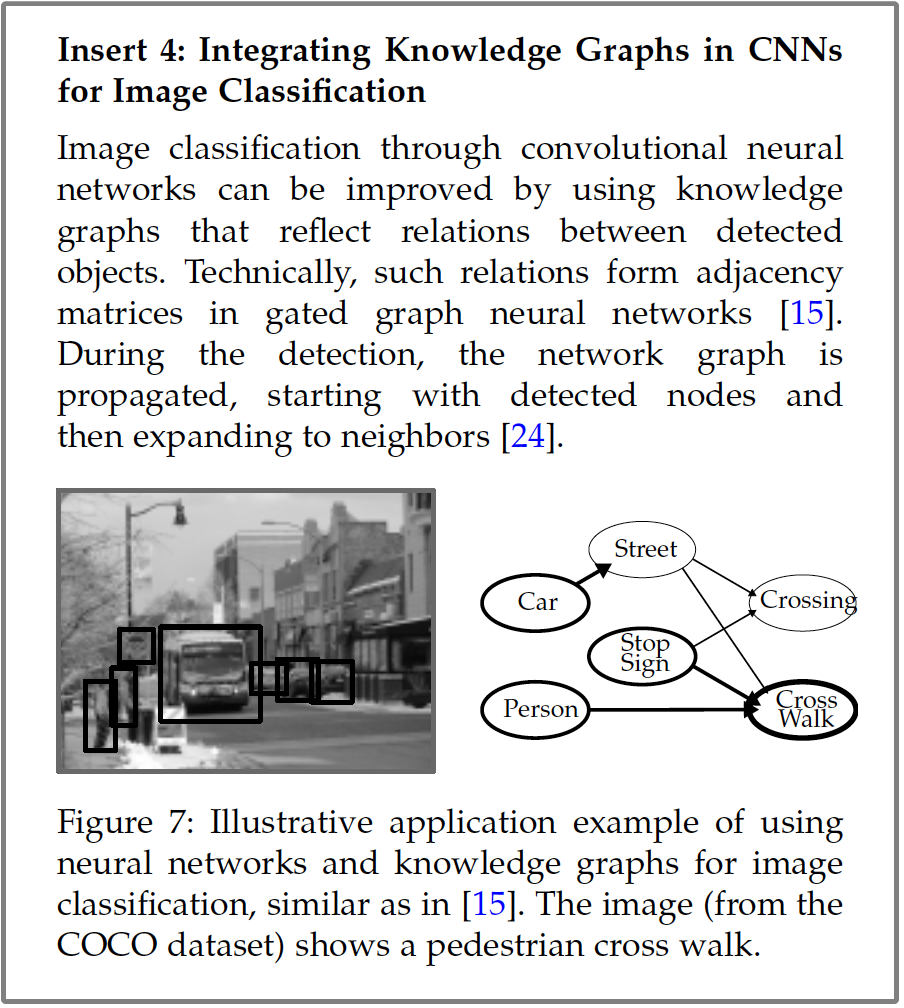 Insert 4: Integrating Knowledge Graphs in CNNs
for Image Classification
Image classification through convolutional neural
networks can be improved by using knowledge
graphs that reflect relations between detected
objects. Technically, such relations form adjacency
matrices in gated graph neural networks [15].
During the detection, the network graph is
propagated, starting with detected nodes and
then expanding to neighbors [24].
Street
Car
Crossing
Stop
Sign
Person
Cross
Walk
Figure 7: Illustrative application example of using
neural networks and knowledge graphs for image
classification, similar as in [15]. The image (from the
COCO dataset) shows a pedestrian cross walk.